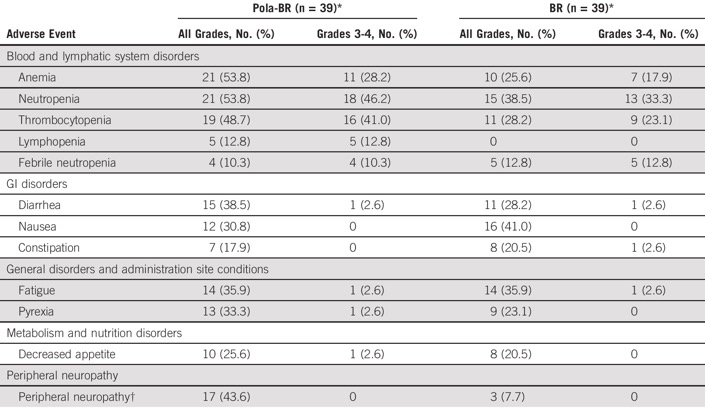 Pola-BR (n = 39)* BR (n = 39)*
Adverse Event All Grades, No. (%) Grades 3-4, No. (%) All Grades, No. (%) Grades 3-4, No. (%)
Blood and lymphatic system disorders
Anemia 21 (53.8) 11 (28.2) 10 (25.6) 7 (17.9)
Neutropenia 21 (53.8) 18 (46.2) 15 (38.5) 13 (33.3)
Thrombocytopenia 19 (48.7) 16 (41.0) 11 (28.2) 9 (23.1)
Lymphopenia 5 (12.8) 5 (12.8) 0 0
Febrile neutropenia 4 (10.3) 4 (10.3) 5 (12.8) 5 (12.8)
GI disorders
Diarrhea 15 (38.5) 1 (2.6) 11 (28.2) 1 (2.6)
Nausea 12 (30.8) 0 16 (41.0) 0
Constipation 7 (17.9) 0 8 (20.5) 1 (2.6)
General disorders and administration site conditions
Fatigue 14 (35.9) 1 (2.6) 14 (35.9) 1 (2.6)
Pyrexia 13 (33.3) 1 (2.6) 9 (23.1) 0
Metabolism and nutrition disorders
Decreased appetite 10 (25.6) 1 (2.6) 8 (20.5) 0
Peripheral neuropathy
Peripheral neuropathy† 17 (43.6) 0 3 (7.7) 0